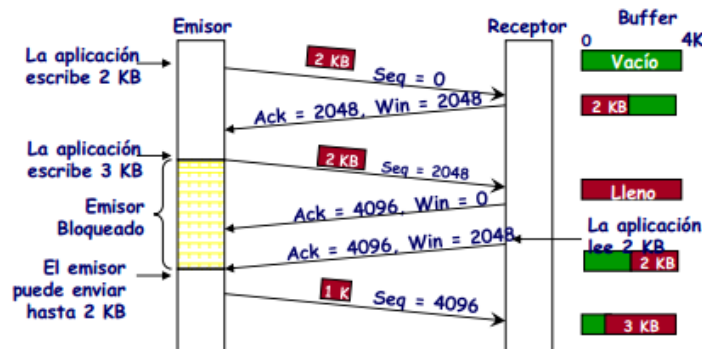 Emisor
Receptor
Buffer
0
4K
La aplicación
escribe 2 KB
2 KB
Seq = 0
Vacío
Ack = 2048, Win = 2048
2 KB
La aplicación
escribe 3 KB
2 KB
Seq = 2048
Lleno
Emisor
Bloqueado
Ack = 4096, Win = 0
La aplicación
lee 2 KB
Ack = 4096, Win = 2048
2 KB
El emisor
puede enviar
hasta 2 KB
1 K
Seq = 4096
3 KB